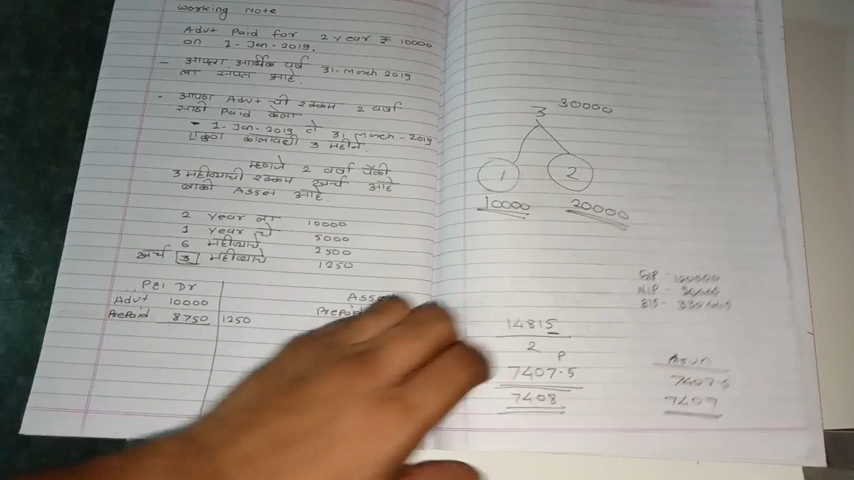 working Note
Advt Paid for 2 year ₹ 10000
on 1-Jan-2019.
- आपला आर्थिक वर्ष 31-March 2019
ला संपत आहे.
- आपण Advt ची रक्कम 2 वर्षा
साठी Paid केला
1-Jan-2019 ते 31 March-2019
एकुण कालावधी 3 महीने.
म्हणजे 2 वर्षा पैकी
3 महीन्याची रक्कम खर्च आहे
बाकी Asset आहे.
2 year ला 10000
1 year चे 5000
6 महीन्याचे 2500
खर्च 3 महीन्याचे 1250
P&l Dr
Advt 10000
Prepaid 8750 1250
Asset
Prepaid
3 30000
1 2
10000 20000
14815
2
7407.5
7408
7407.5
7407